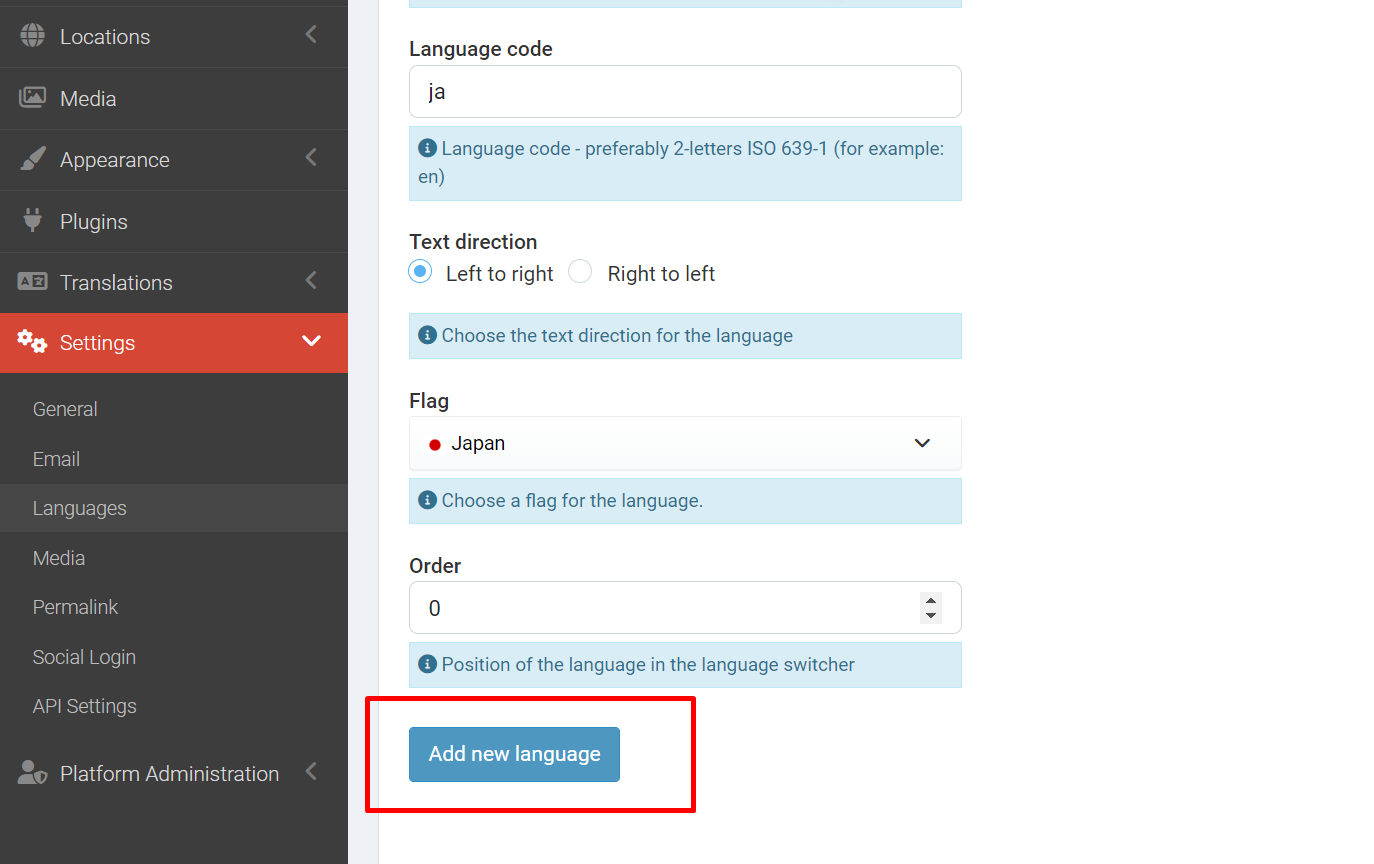 Locations
Media
Appearance
Plugins
Translations
Settings
General
Email
Languages
Media
Permalink
Social Login
API Settings
Platform Administration
Language code
ja
Language code - preferably 2-letters ISO 639-1 (for example:
en)
Text direction
Left to right Right to left
Choose the text direction for the language
Flag
Japan
Choose a flag for the language.
Order
0
Position of the language in the language switcher
Add new language